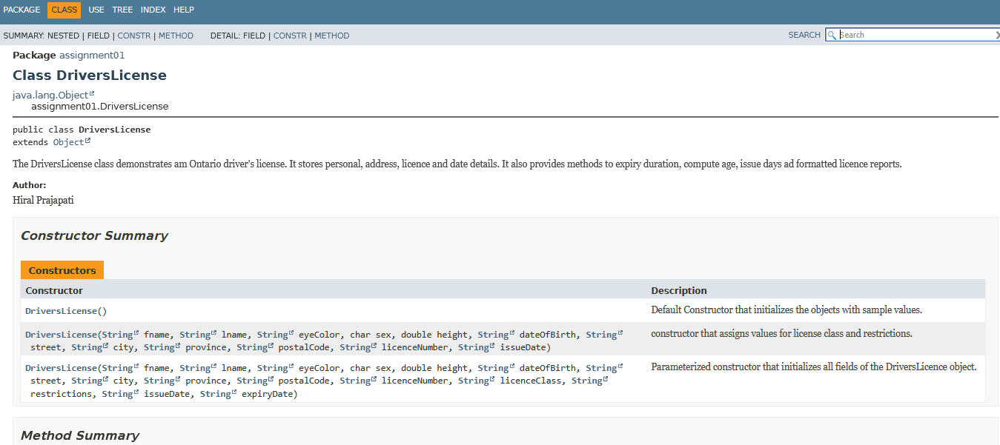 PACKAGE CLASS USE TREE INDEX HELP
SUMMARY: NESTED | FIELD | CONSTR | METHOD DETAIL: FIELD | CONSTR | METHOD SEARCH Search
Package assignment01
Class DriversLicense
java.lang.Object
assignment01.DriversLicense
public class DriversLicense
extends Object
The DriversLicense class demonstrates am Ontario driver's license. It stores personal, address, licence and date details. It also provides methods to expiry duration, compute age, issue days ad formatted licence reports.
Author:
Hiral Prajapati
Constructor Summary
Constructors
Constructor Description
DriversLicense() Default Constructor that initializes the objects with sample values.
DriversLicense(String fname, String lname, String eyeColor, char sex, double height, String dateOfBirth, String constructor that assigns values for license class and restrictions.
street, String city, String province, String postalCode, String licenceNumber, String issueDate)
DriversLicense(String fname, String lname, String eyeColor, char sex, double height, String dateOfBirth, String Parameterized constructor that initializes all fields of the DriversLicence object.
street, String city, String province, String postalCode, String licenceNumber, String licenceClass, String
restrictions, String issueDate, String expiryDate)
Method Summary